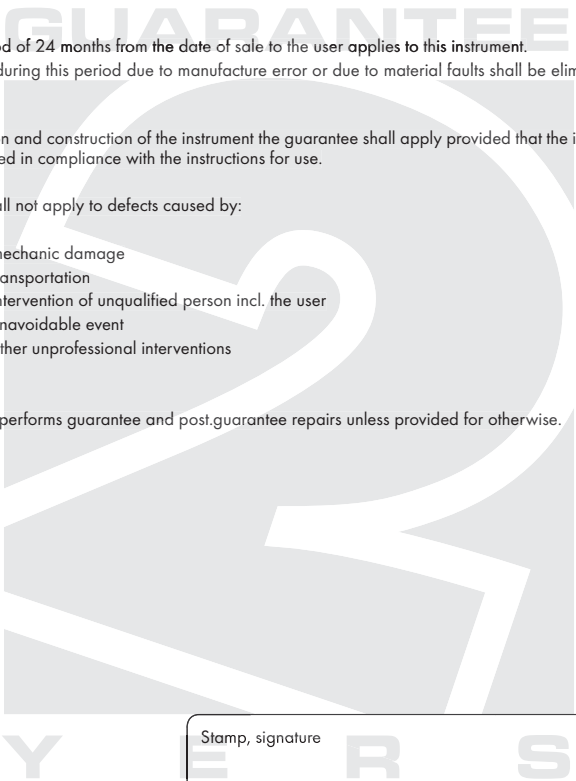 GUARANTEE
d of 24 months from the date of sale to the user applies to this instrument.
during this period due to manufacture error or due to material faults shall be elim
n and construction of the instrument the guarantee shall apply provided that the i
ed in compliance with the instructions for use.
all not apply to defects caused by:
mechanic damage
ansportation
ntervention of unqualified person incl. the user
navoidable event
ther unprofessional interventions
performs guarantee and post.guarantee repairs unless provided for otherwise.
Stamp, signature
Y E R S